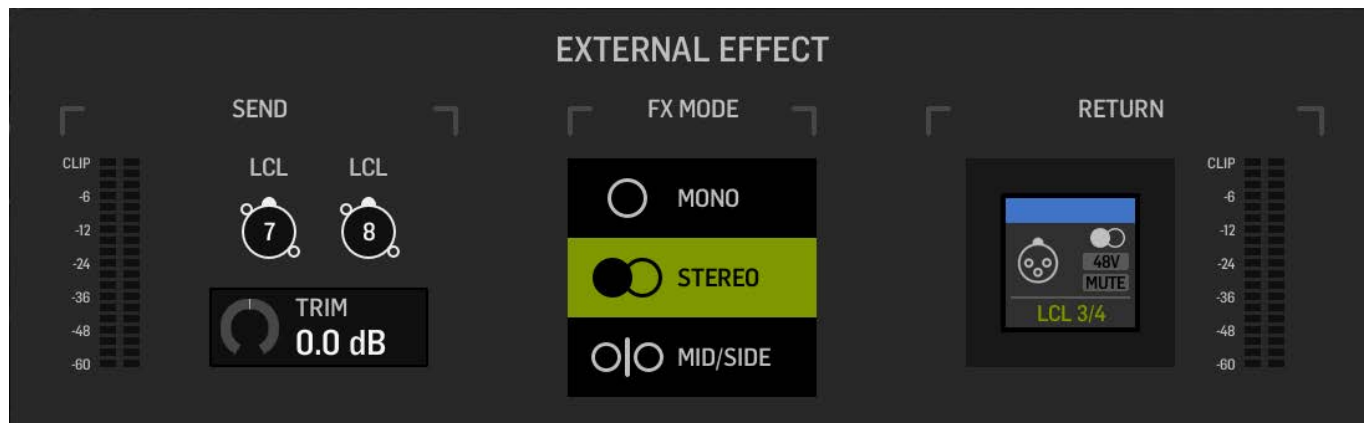 EXTERNAL EFFECT
SEND
CLIP
-6
-12
-24
-36
-48
-60
LCL LCL
7 8
TRIM
0.0 dB
FX MODE
MONO
STEREO
MID/SIDE
RETURN
48V
MUTE
LCL 3/4
CLIP
-6
-12
-24
-36
-48
-60